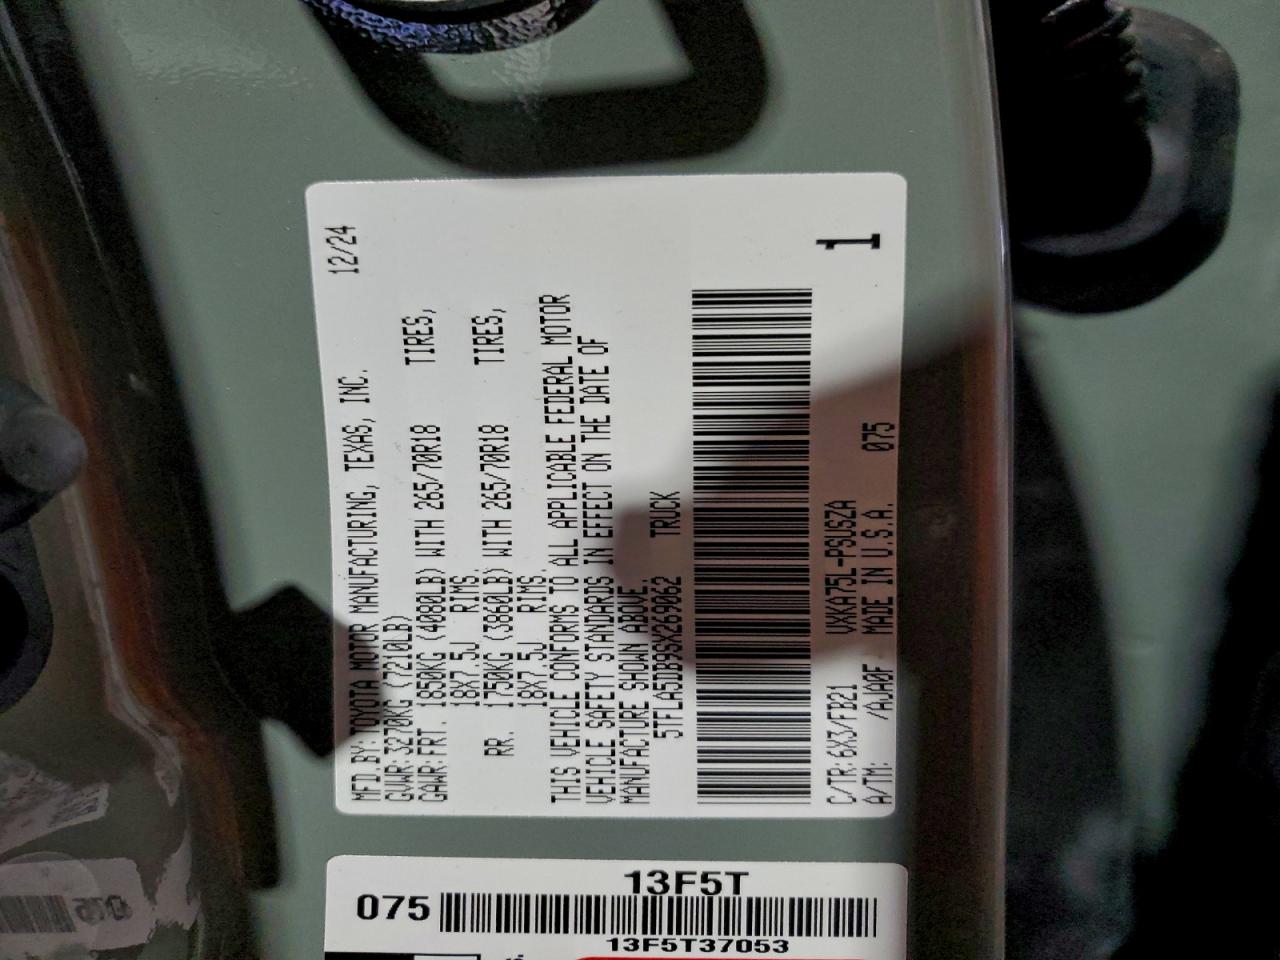 MFD.BY: TOYOTA MOTOR MANUFACTURING, TEXAS, INC. 12/24
GVWR: 3270KG (7210LB)
GAWR: FRT. 1850KG (4080LB) WITH 265/70R18 TIRES,
18X7.5J RIMS
RR. 1750KG (3860LB) WITH 265/70R18 TIRES,
18X7.5J RIMS.
THIS VEHICLE CONFORMS TO ALL APPLICABLE FEDERAL MOTOR
VEHICLE SAFETY STANDARDS IN EFFECT ON THE DATE OF
MANUFACTURE SHOWN ABOVE.
5TFLA5DB9SX269062 TRUCK
C/TR: 6X3/FB21 VXKA75L-PSUSZA 1
A/TM: /A1A0F MADE IN U.S.A. 075
13F5T
075
13F5T37053